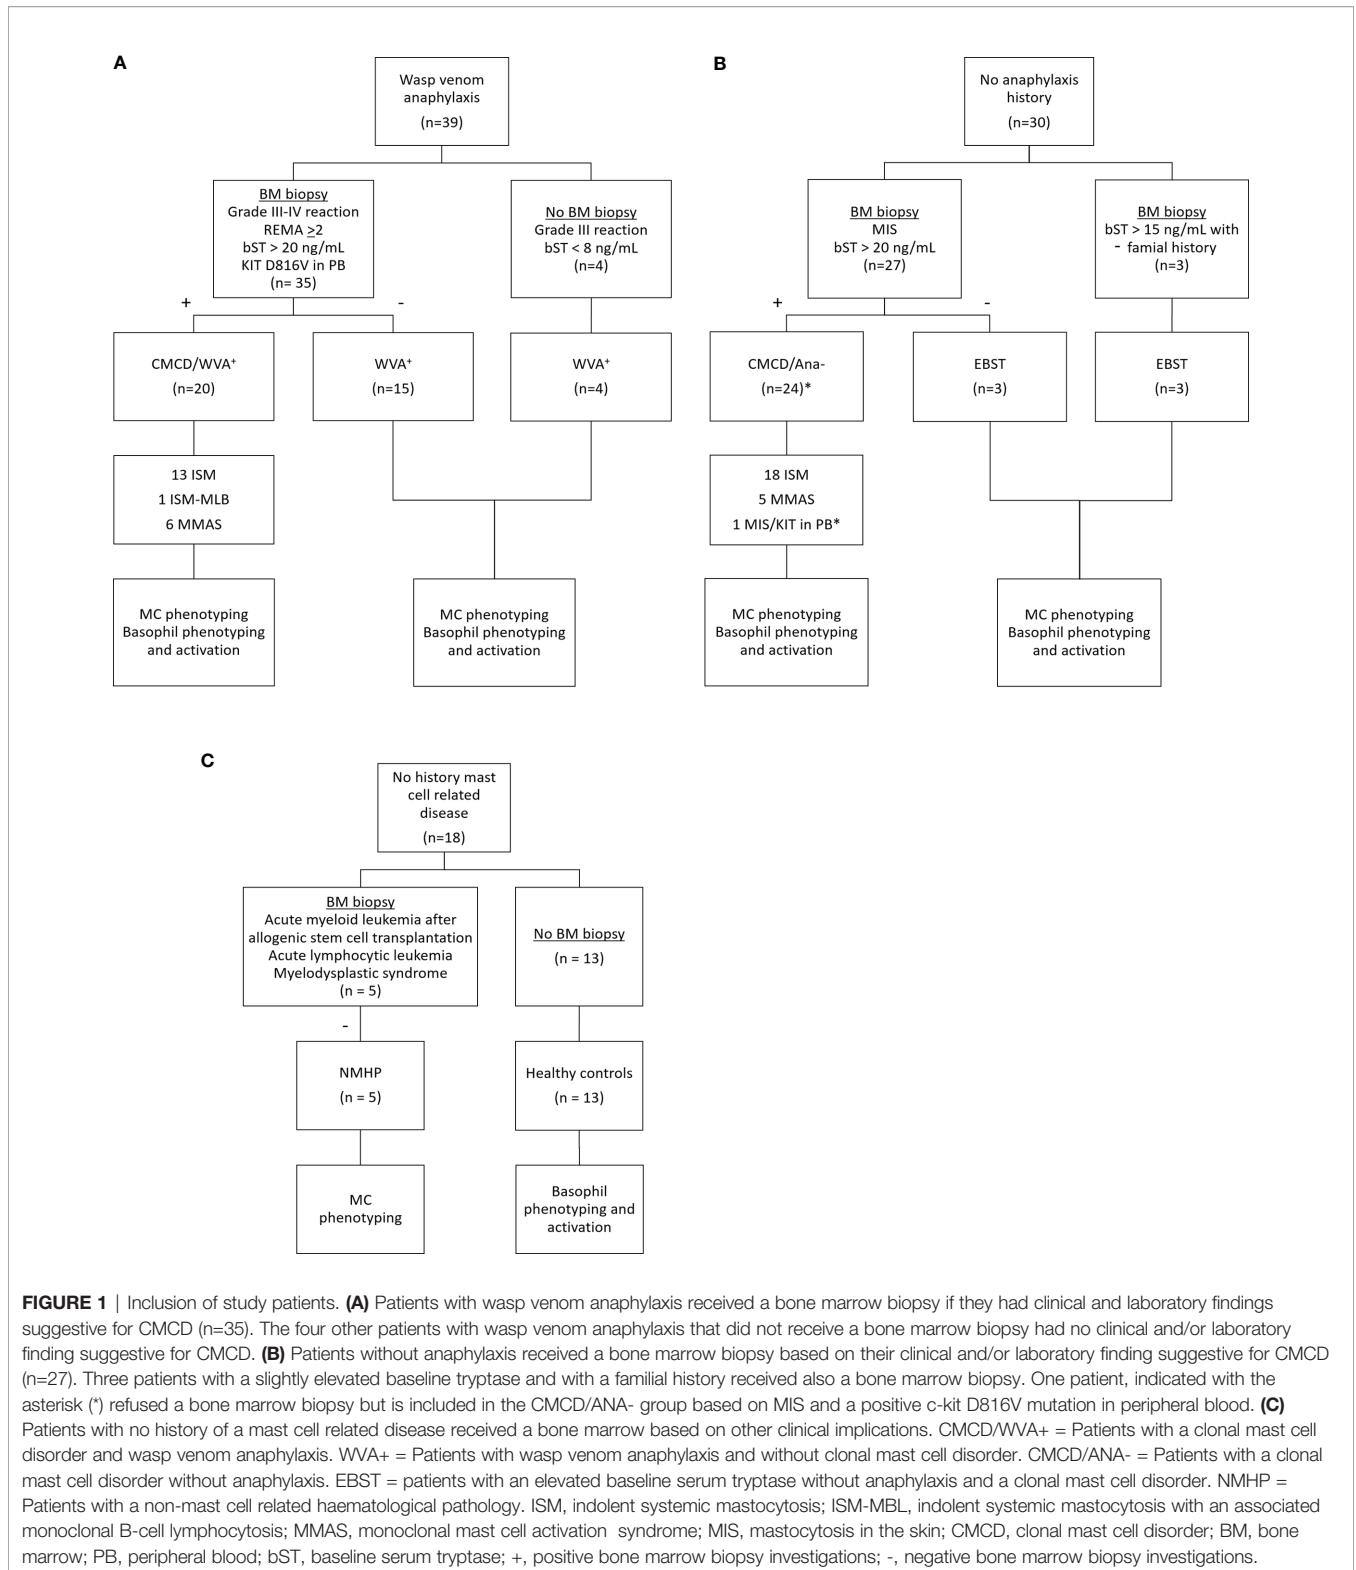 A
Wasp venom
anaphylaxis
(n=39)
BM biopsy
Grade III-IV reaction
REMA ≥2
bST > 20 ng/mL
KIT D816V in PB
(n= 35)
No BM biopsy
Grade III reaction
bST < 8 ng/mL
(n=4)
+
-
CMCD/WVA⁺
(n=20)
WVA⁺
(n=15)
WVA⁺
(n=4)
13 ISM
1 ISM-MLB
6 MMAS
MC phenotyping
Basophil phenotyping
and activation
MC phenotyping
Basophil phenotyping
and activation
B
No anaphylaxis
history
(n=30)
BM biopsy
MIS
bST > 20 ng/mL
(n=27)
BM biopsy
bST > 15 ng/mL with
- famial history
(n=3)
+
-
CMCD/Ana-
(n=24)*
EBST
(n=3)
EBST
(n=3)
18 ISM
5 MMAS
1 MIS/KIT in PB*
MC phenotyping
Basophil phenotyping
and activation
MC phenotyping
Basophil phenotyping
and activation
C
No history mast
cell related
disease
(n=18)
BM biopsy
Acute myeloid leukemia after
allogenic stem cell transplantation
Acute lymphocytic leukemia
Myelodysplastic syndrome
(n = 5)
No BM biopsy
(n = 13)
-
NMHP
(n = 5)
Healthy controls
(n = 13)
MC
phenotyping
Basophil
phenotyping and
activation
FIGURE 1 | Inclusion of study patients. (A) Patients with wasp venom anaphylaxis received a bone marrow biopsy if they had clinical and laboratory findings
suggestive for CMCD (n=35). The four other patients with wasp venom anaphylaxis that did not receive a bone marrow biopsy had no clinical and/or laboratory
finding suggestive for CMCD. (B) Patients without anaphylaxis received a bone marrow biopsy based on their clinical and/or laboratory finding suggestive for CMCD
(n=27). Three patients with a slightly elevated baseline tryptase and with a familial history received also a bone marrow biopsy. One patient, indicated with the
asterisk (*) refused a bone marrow biopsy but is included in the CMCD/ANA- group based on MIS and a positive c-kit D816V mutation in peripheral blood. (C)
Patients with no history of a mast cell related disease received a bone marrow based on other clinical implications. CMCD/WVA+ = Patients with a clonal mast cell
disorder and wasp venom anaphylaxis. WVA+ = Patients with wasp venom anaphylaxis and without clonal mast cell disorder. CMCD/ANA- = Patients with a clonal
mast cell disorder without anaphylaxis. EBST = patients with an elevated baseline serum tryptase without anaphylaxis and a clonal mast cell disorder. NMHP =
Patients with a non-mast cell related haematological pathology. ISM, indolent systemic mastocytosis; ISM-MBL, indolent systemic mastocytosis with an associated
monoclonal B-cell lymphocytosis; MMAS, monoclonal mast cell activation syndrome; MIS, mastocytosis in the skin; CMCD, clonal mast cell disorder; BM, bone
marrow; PB, peripheral blood; bST, baseline serum tryptase; +, positive bone marrow biopsy investigations; -, negative bone marrow biopsy investigations.